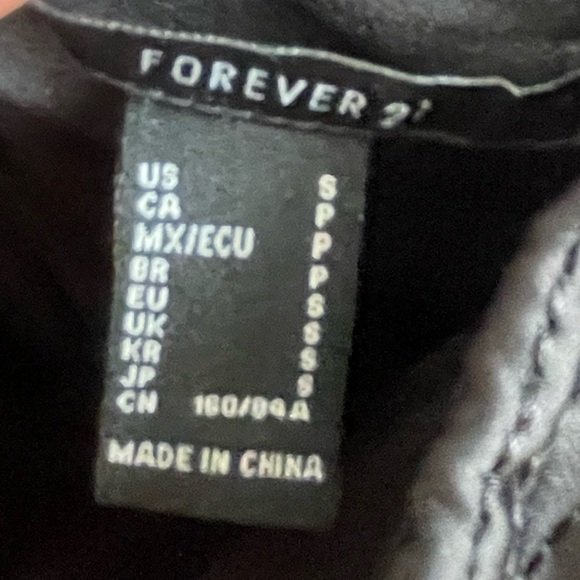 FOREVER 21
US S
CA P
MX/ECU P
BR P
EU S
UK S
KR S
JP S
CN 160/84A
MADE IN CHINA